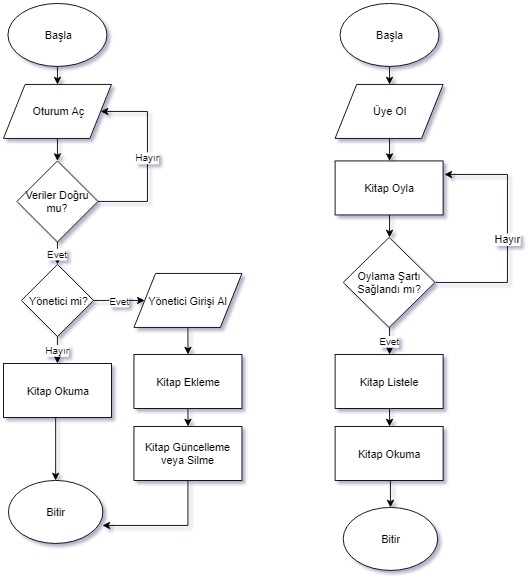 Başla
Oturum Aç
Hayır
Veriler Doğru
mu?
Evet
Yönetici mi?
Evet
Yönetici Girişi Al
Hayır
Kitap Okuma
Kitap Ekleme
Kitap Güncelleme
veya Silme
Bitir
Başla
Üye Ol
Kitap Oyla
Hayır
Oylama Şartı
Sağlandı mı?
Evet
Kitap Listele
Kitap Okuma
Bitir